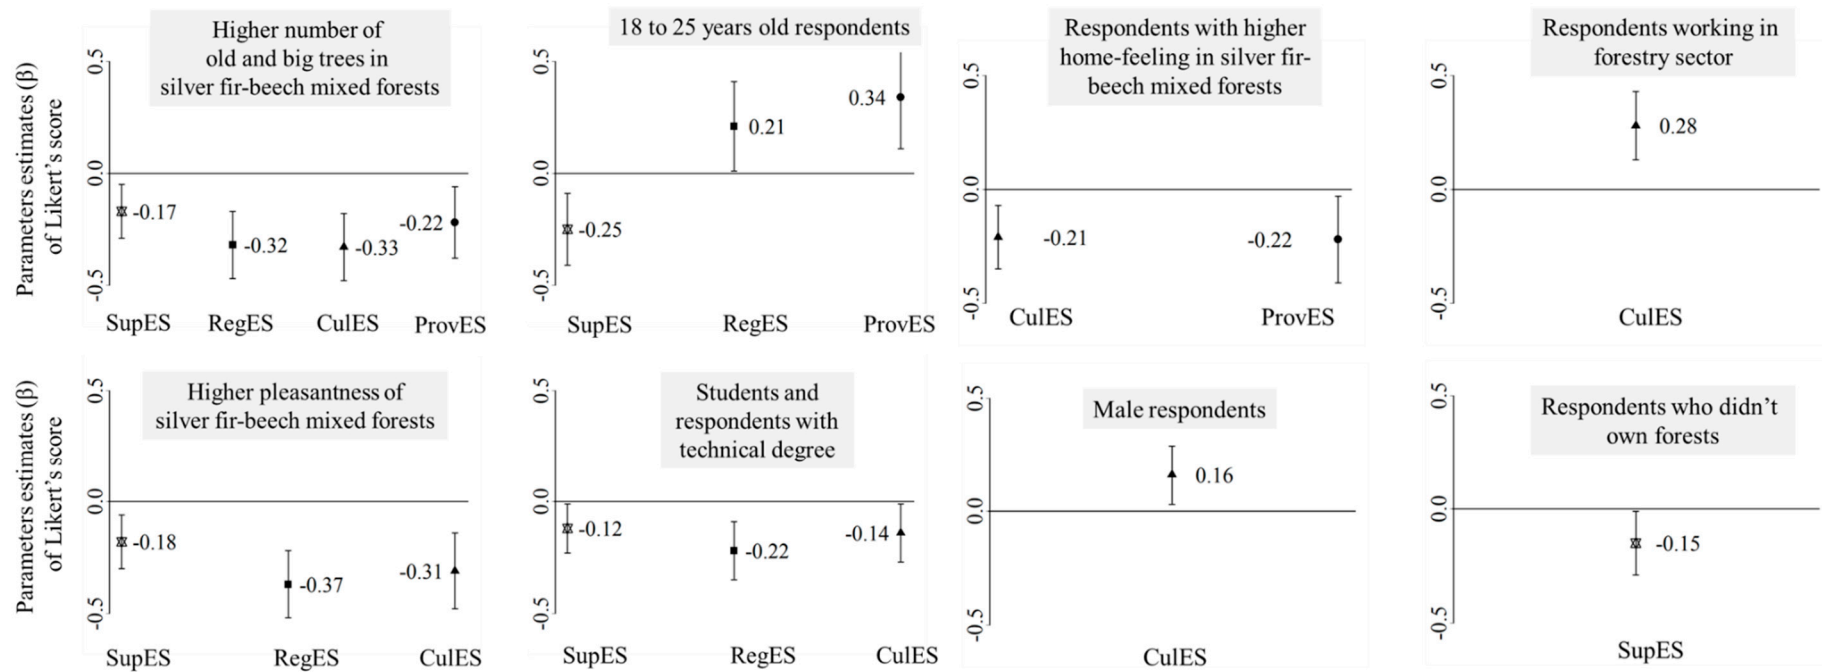 Parameters estimates (β)
of Likert's score
Higher number of
old and big trees in
silver fir-beech mixed forests
0.5
0.0
-0.5
-0.17
-0.32
-0.33
-0.22
SupES
RegES
CulES
ProvES
18 to 25 years old respondents
0.5
0.0
-0.5
-0.25
0.21
0.34
SupES
RegES
ProvES
Respondents with higher
home-feeling in silver fir-
beech mixed forests
0.5
0.0
-0.5
-0.21
-0.22
CulES
ProvES
Respondents working in
forestry sector
0.5
0.0
-0.5
0.28
CulES
Parameters estimates (β)
of Likert's score
Higher pleasantness of
silver fir-beech mixed forests
0.5
0.0
-0.5
-0.18
-0.37
-0.31
SupES
RegES
CulES
Students and
respondents with
technical degree
0.5
0.0
-0.5
-0.12
-0.22
-0.14
SupES
RegES
CulES
Male respondents
0.5
0.0
-0.5
0.16
CulES
Respondents who didn't
own forests
0.5
0.0
-0.5
-0.15
SupES